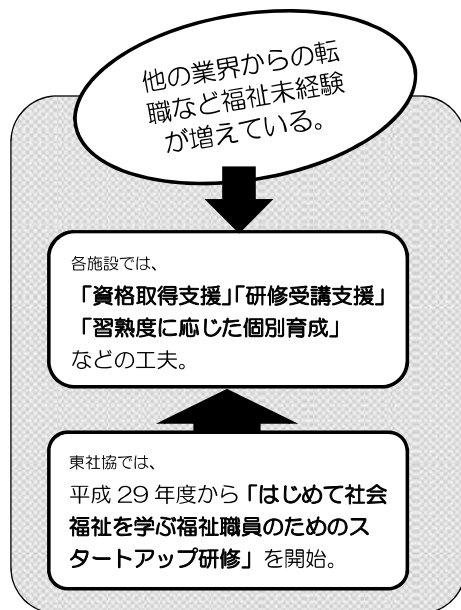 他の業界からの転
職など福祉未経験
が増えている。
各施設では、
「資格取得支援」「研修受講支援」
「習熟度に応じた個別育成」
などの工夫。
東社協では、
平成 29 年度から「はじめて社会
福祉を学ぶ福祉職員のためのス
タートアップ研修」を開始。